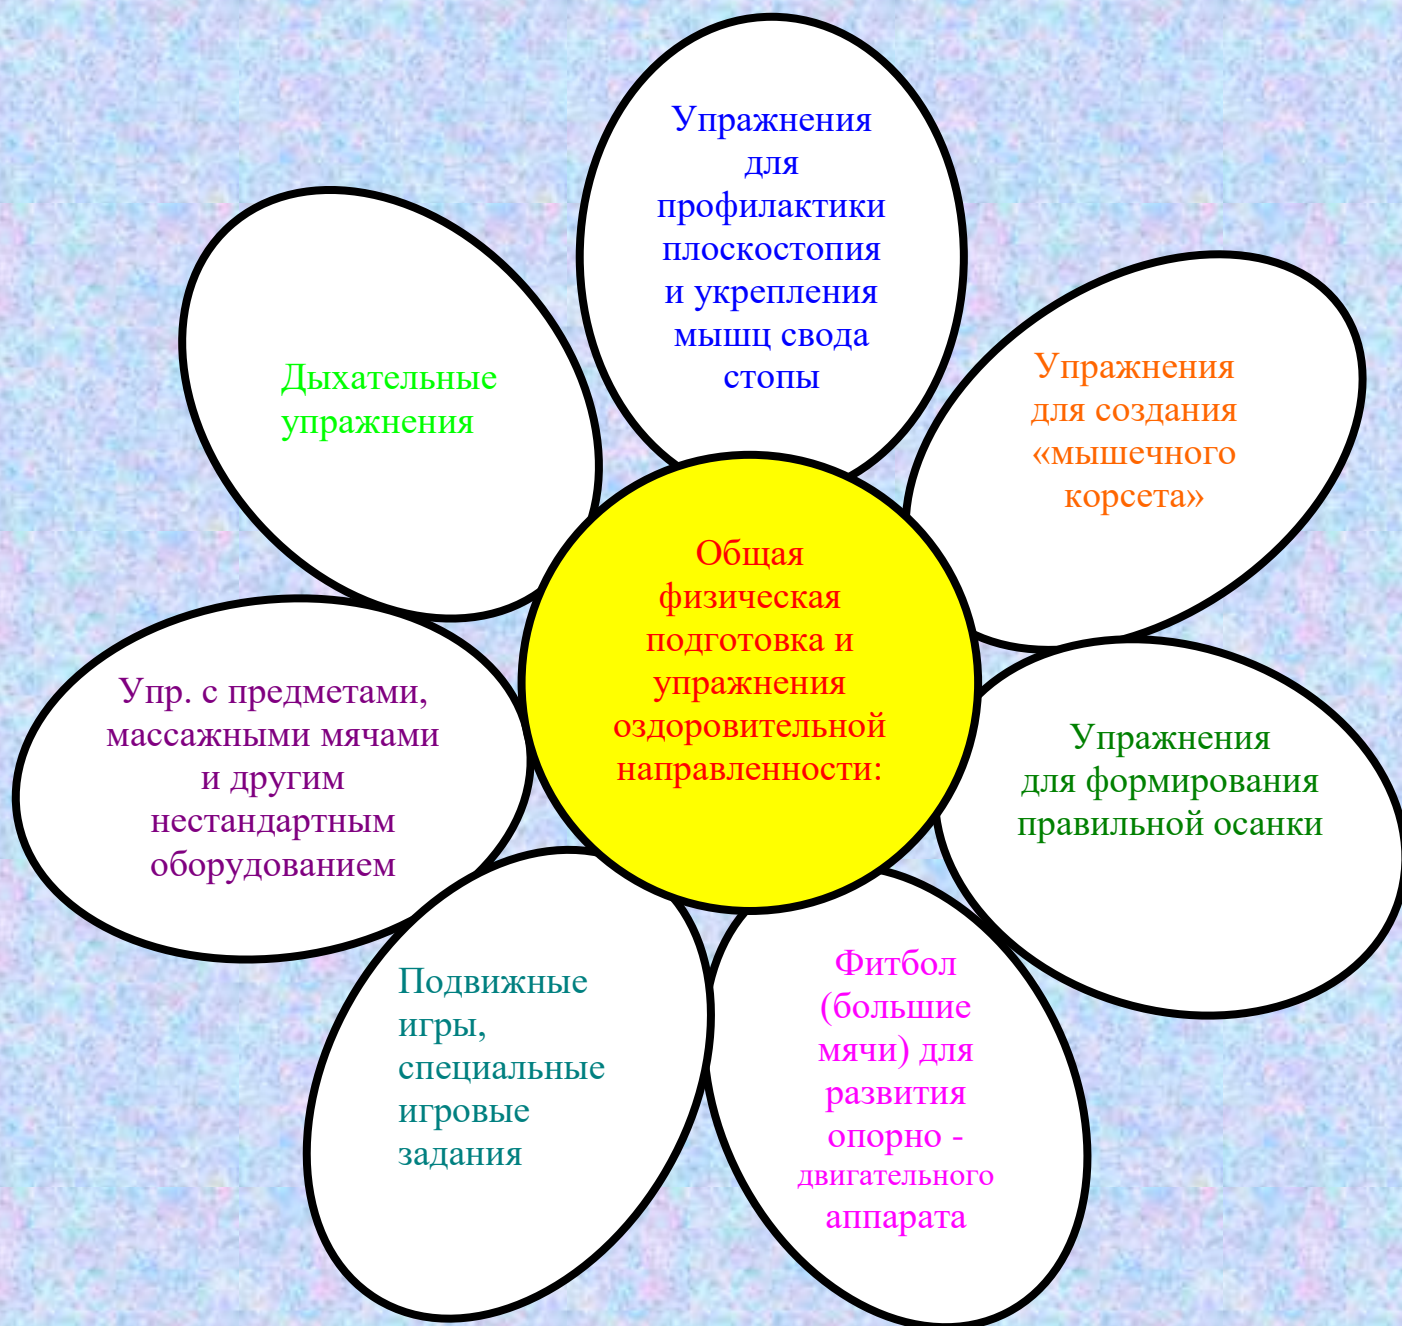 Упражнения
для
профилактики
плоскостопия
и укрепления
мышц свода
стопы
Упражнения
для создания
«мышечного
корсета»
Дыхательные
упражнения
Общая
физическая
подготовка и
упражнения
оздоровительной
направленности:
Упр. с предметами,
массажными мячами
и другим
нестандартным
оборудованием
Упражнения
для формирования
правильной осанки
Подвижные
игры,
специальные
игровые
задания
Фитбол
(большие
мячи) для
развития
опорно -
двигательного
аппарата